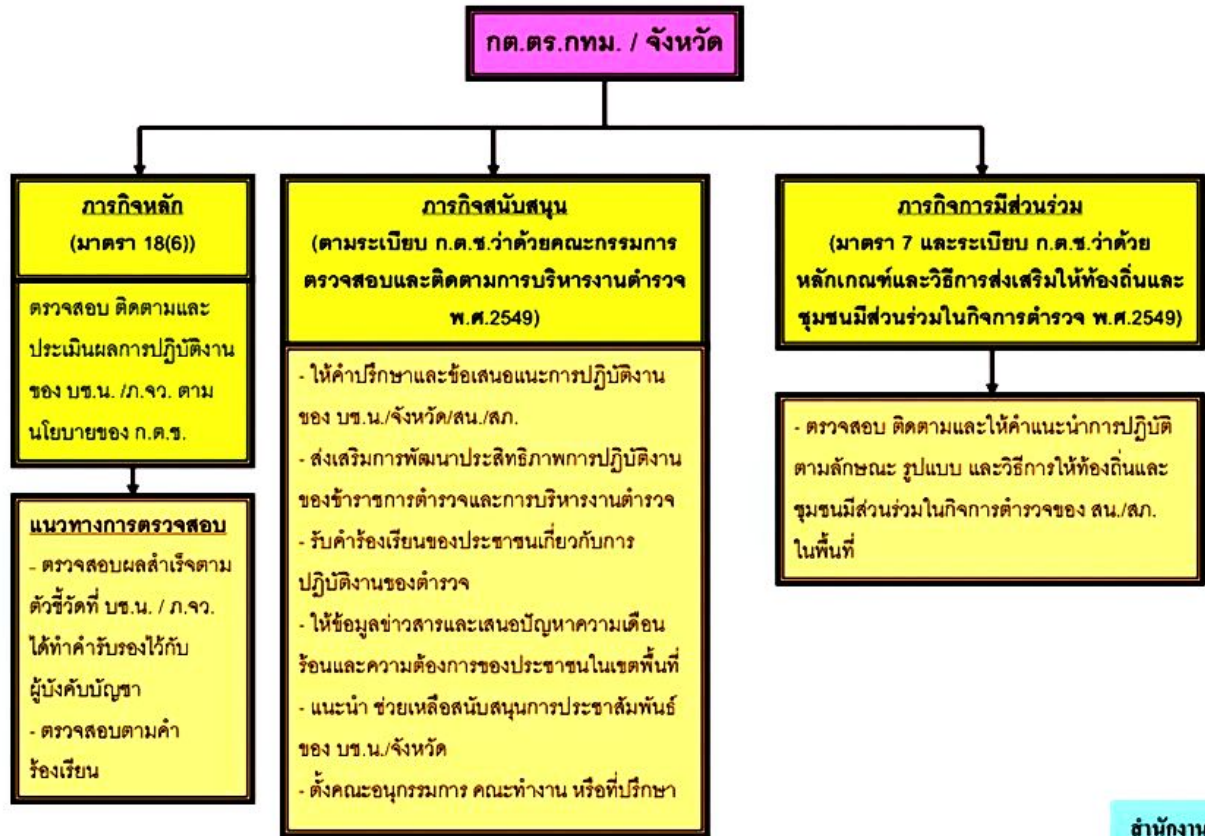 กต.ตร.กทม. / จังหวัด
ภารกิจหลัก
(มาตรา 18(6))
ตรวจสอบ ติดตามและ
ประเมินผลการปฏิบัติงาน
ของ บช.น. /ภ.จว. ตาม
นโยบายของ ก.ต.ช.
แนวทางการตรวจสอบ
- ตรวจสอบผลสำเร็จตาม
ตัวชี้วัดที่ บช.น. / ภ.จว.
ได้ทำคำรับรองไว้กับ
ผู้บังคับบัญชา
- ตรวจสอบตามคำ
ร้องเรียน
ภารกิจสนับสนุน
(ตามระเบียบ ก.ต.ช.ว่าด้วยคณะกรรมการ
ตรวจสอบและติดตามการบริหารงานตำรวจ
พ.ศ.2549)
- ให้คำปรึกษาและข้อเสนอแนะการปฏิบัติงาน
ของ บช.น./จังหวัด/สน./สภ.
- ส่งเสริมการพัฒนาประสิทธิภาพการปฏิบัติงาน
ของข้าราชการตำรวจและการบริหารงานตำรวจ
- รับคำร้องเรียนของประชาชนเกี่ยวกับการ
ปฏิบัติงานของตำรวจ
- ให้ข้อมูลข่าวสารและเสนอปัญหาความเดือน
ร้อนและความต้องการของประชาชนในเขตพื้นที่
- แนะนำ ช่วยเหลือสนับสนุนการประชาสัมพันธ์
ของ บช.น./จังหวัด
- ตั้งคณะอนุกรรมการ คณะทำงาน หรือที่ปรึกษา
ภารกิจการมีส่วนร่วม
(มาตรา 7 และระเบียบ ก.ต.ช.ว่าด้วย
หลักเกณฑ์และวิธีการส่งเสริมให้ท้องถิ่นและ
ชุมชนมีส่วนร่วมในกิจการตำรวจ พ.ศ.2549)
- ตรวจสอบ ติดตามและให้คำแนะนำการปฏิบัติ
ตามลักษณะ รูปแบบ และวิธีการให้ท้องถิ่นและ
ชุมชนมีส่วนร่วมในกิจการตำรวจของ สน./สภ.
ในพื้นที่
สำนักงาน